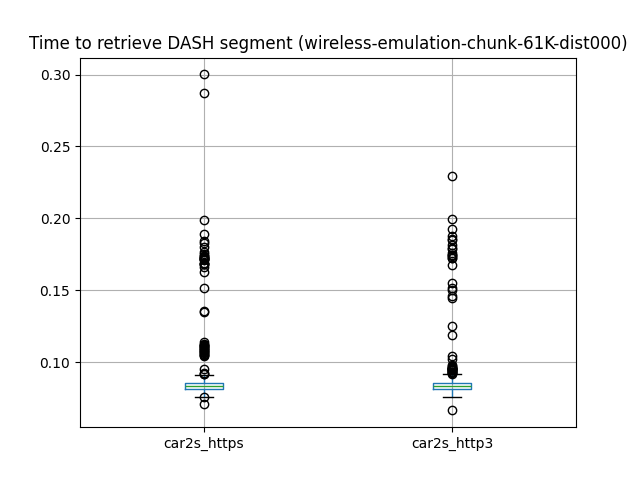 Time to retrieve DASH segment (wireless-emulation-chunk-61K-dist000)
0.30
0.25
0.20
0.15
0.10
car2s_https
car2s_http3